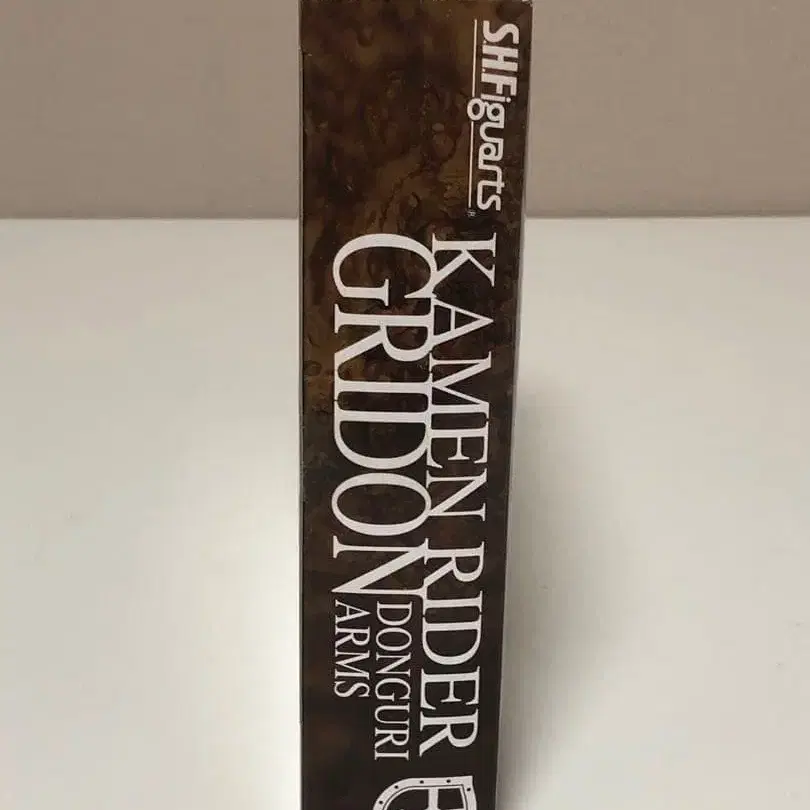 S.H.Figuarts®
KAMEN RIDER
GRIDON
DONGURI
ARMS